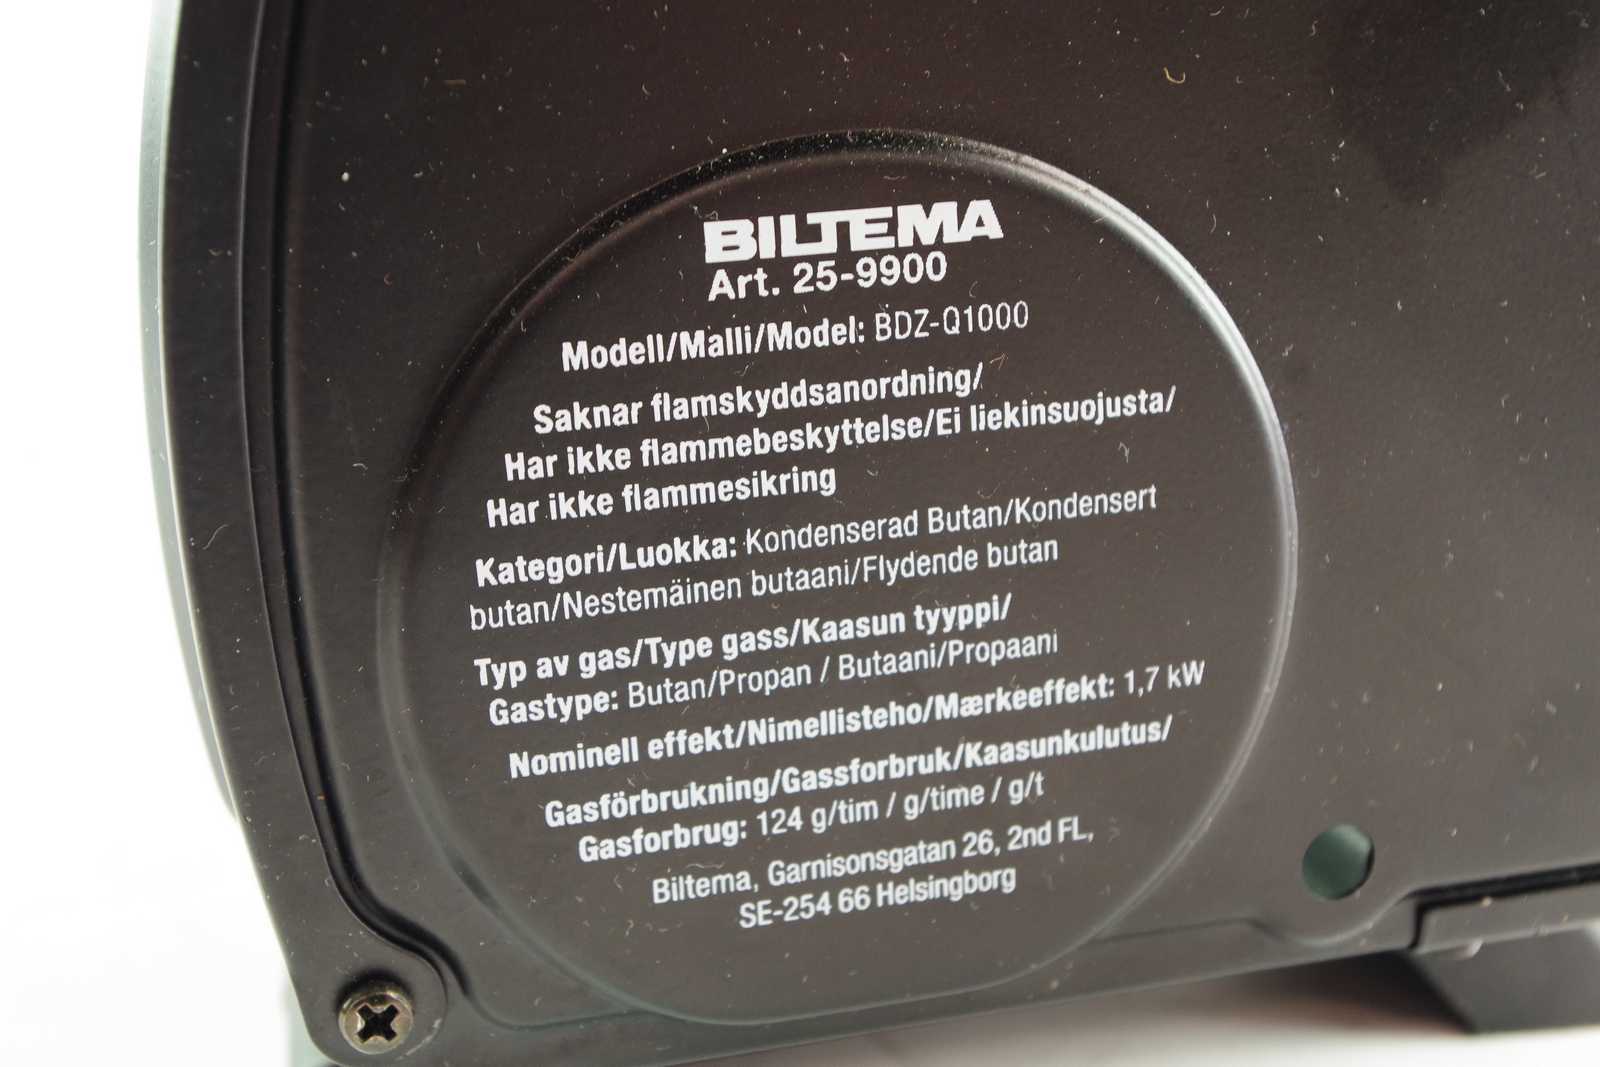 BILTEMA
Art. 25-9900
Modell/Malli/Model: BDZ-Q1000
Saknar flamskyddsanordning/
Har ikke flammebeskyttelse/Ei liekinsuojusta/
Har ikke flammesikring
Kategori/Luokka: Kondenserad Butan/Kondensert
butan/Nestemäinen butaani/Flydende butan
Typ av gas/Type gass/Kaasun tyyppi/
Gastype: Butan/Propan / Butaani/Propaani
Nominell effekt/Nimellisteho/Mærkeeffekt: 1,7 kW
Gasförbrukning/Gassforbruk/Kaasunkulutus/
Gasforbrug: 124 g/tim / g/time / g/t
Biltema, Garnisonsgatan 26, 2nd FL,
SE-254 66 Helsingborg